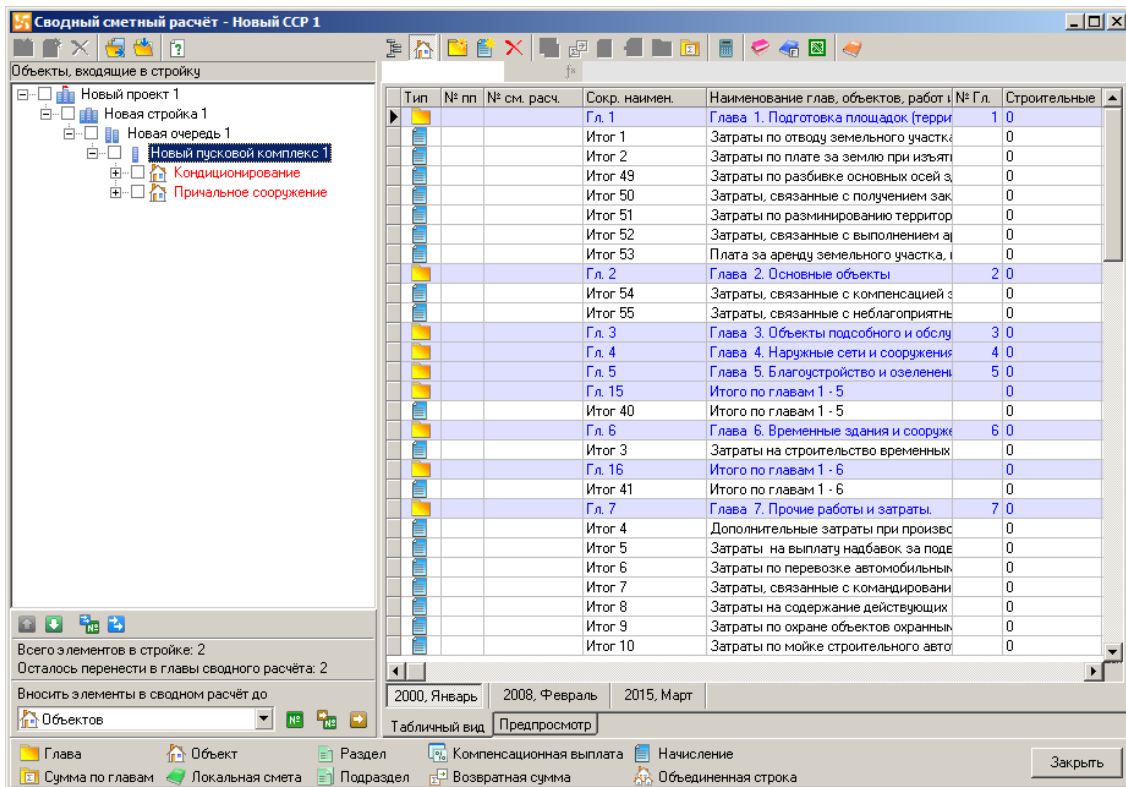 Сводный сметный расчёт - Новый ССР 1
Объекты, входящие в стройку
Новый проект 1
Новая стройка 1
Новая очередь 1
Новый пусковой комплекс 1
Кондиционирование
Причальное сооружение
Всего элементов в стройке: 2
Осталось перенести в главы сводного расчёта: 2
Вносить элементы в сводном расчёт до
Объектов
Тип № пп № см. расч. Сокр. наимен. Наименование глав, объектов, работ и № Гл. Строительные
Гл. 1 Глава 1. Подготовка площадок (террит 1 0
Итог 1 Затраты по отводу земельного участка 0
Итог 2 Затраты по плате за землю при изъяти 0
Итог 49 Затраты по разбивке основных осей з, 0
Итог 50 Затраты, связанные с получением зак 0
Итог 51 Затраты по разминированию территор 0
Итог 52 Затраты, связанные с выполнением а 0
Итог 53 Плата за аренду земельного участка, 0
Гл. 2 Глава 2. Основные объекты 2 0
Итог 54 Затраты, связанные с компенсацией з 0
Итог 55 Затраты, связанные с неблагоприятны 0
Гл. 3 Глава 3. Объекты подсобного и обслу 3 0
Гл. 4 Глава 4. Наружные сети и сооружения 4 0
Гл. 5 Глава 5. Благоустройство и озеленени 5 0
Гл. 15 Итого по главам 1 - 5 0
Итог 40 Итого по главам 1 - 5 0
Гл. 6 Глава 6. Временные здания и сооруже 6 0
Итог 3 Затраты на строительство временных 0
Гл. 16 Итого по главам 1 - 6 0
Итог 41 Итого по главам 1 - 6 0
Гл. 7 Глава 7. Прочие работы и затраты. 7 0
Итог 4 Дополнительные затраты при произво 0
Итог 5 Затраты на выплату надбавок за подв 0
Итог 6 Затраты по перевозке автомобильным 0
Итог 7 Затраты, связанные с командировани 0
Итог 8 Затраты на содержание действующих 0
Итог 9 Затраты по охране объектов охранным 0
Итог 10 Затраты по мойке строительного авто 0
2000, Январь 2008, Февраль 2015, Март
Табличный вид Предпросмотр
Глава Объект Раздел Компенсационная выплата Начисление
Сумма по главам Локальная смета Подраздел Возвратная сумма Объединенная строка
Закрыть